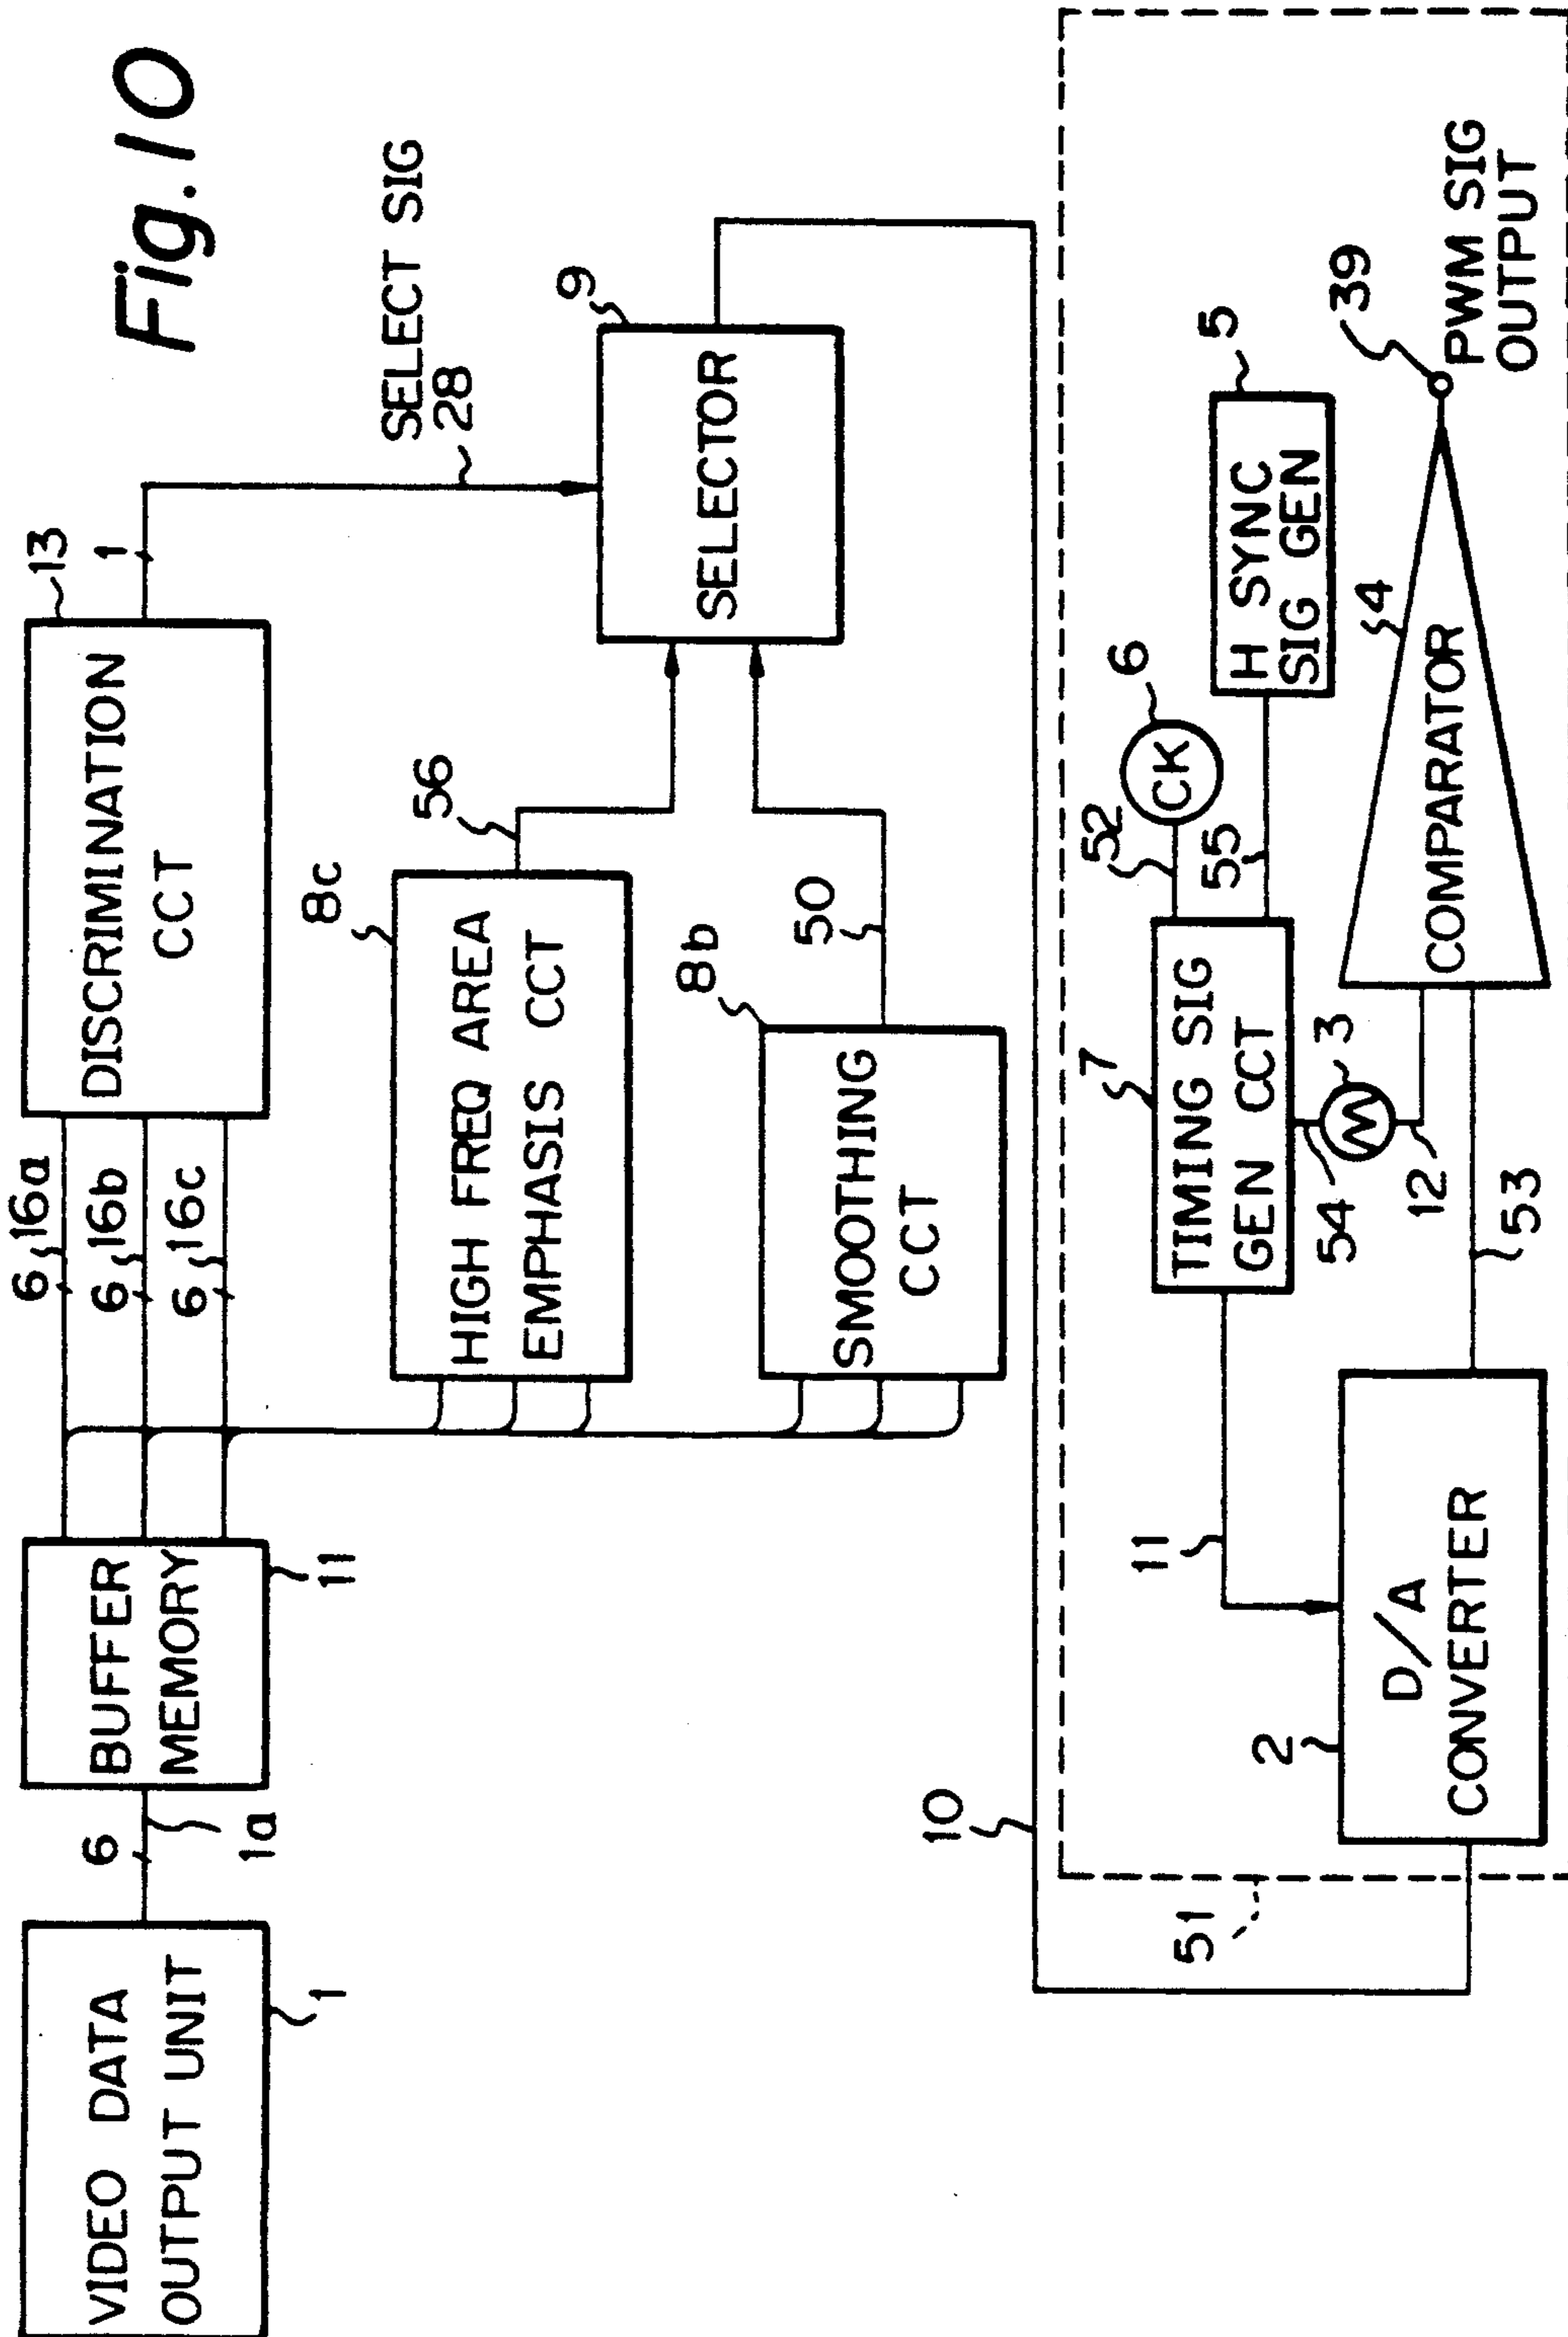 Fig. 10
VIDEO DATA
OUTPUT UNIT
1
6
1a
BUFFER
MEMORY
11
6
16a
6
16b
6
16c
DISCRIMINATION
CCT
13
1
SELECT SIG
28
8c
HIGH FREQ AREA
EMPHASIS CCT
56
8b
SMOOTHING
CCT
50
SELECTOR
9
10
51
2
D/A
CONVERTER
11
7
TIMING SIG
GEN CCT
52
CK
6
55
H SYNC
SIG GEN
5
54
3
12
53
COMPARATOR
4
39
PWM SIG
OUTPUT